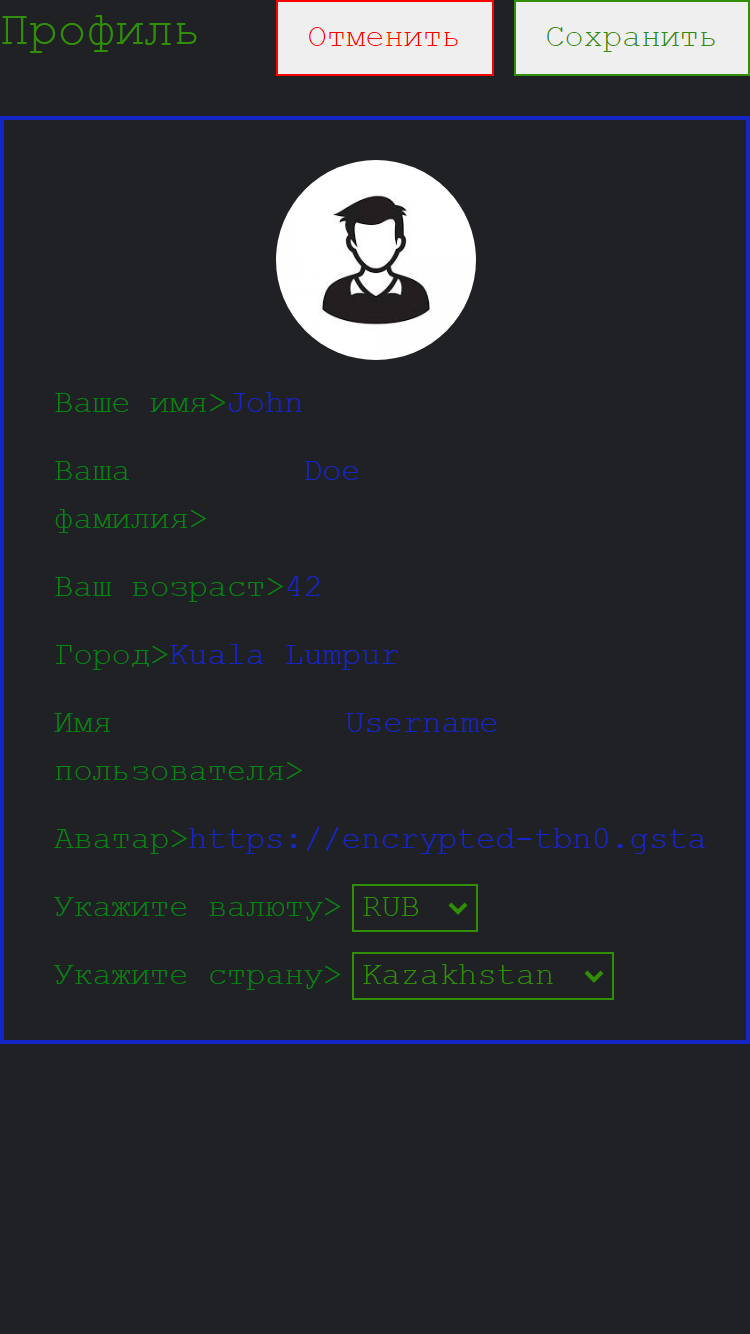 Профиль Отменить Сохранить
Ваше имя>John
Ваша Doe
фамилия>
Ваш возраст>42
Город>Kuala Lumpur
Имя Username
пользователя>
Аватар>https://encrypted-tbn0.gsta
Укажите валюту> RUB
Укажите страну> Kazakhstan